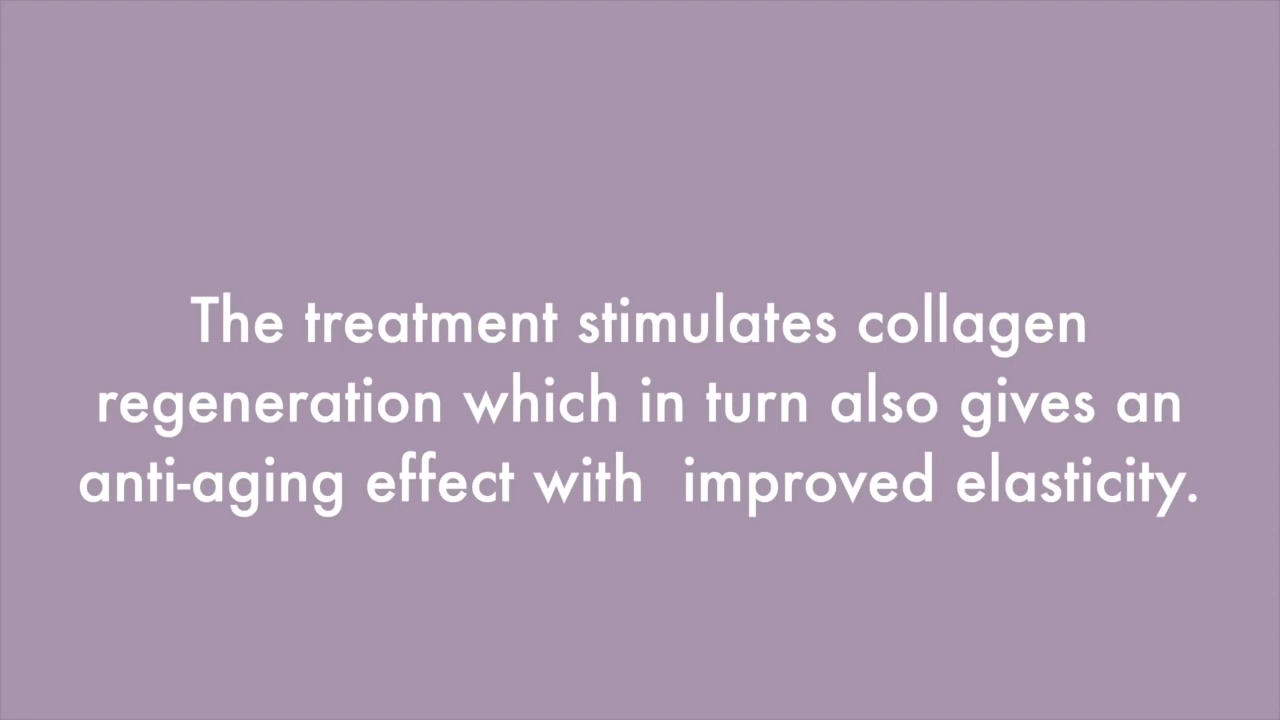 The treatment stimulates collagen
regeneration which in turn also gives an
anti-aging effect with  improved elasticity.